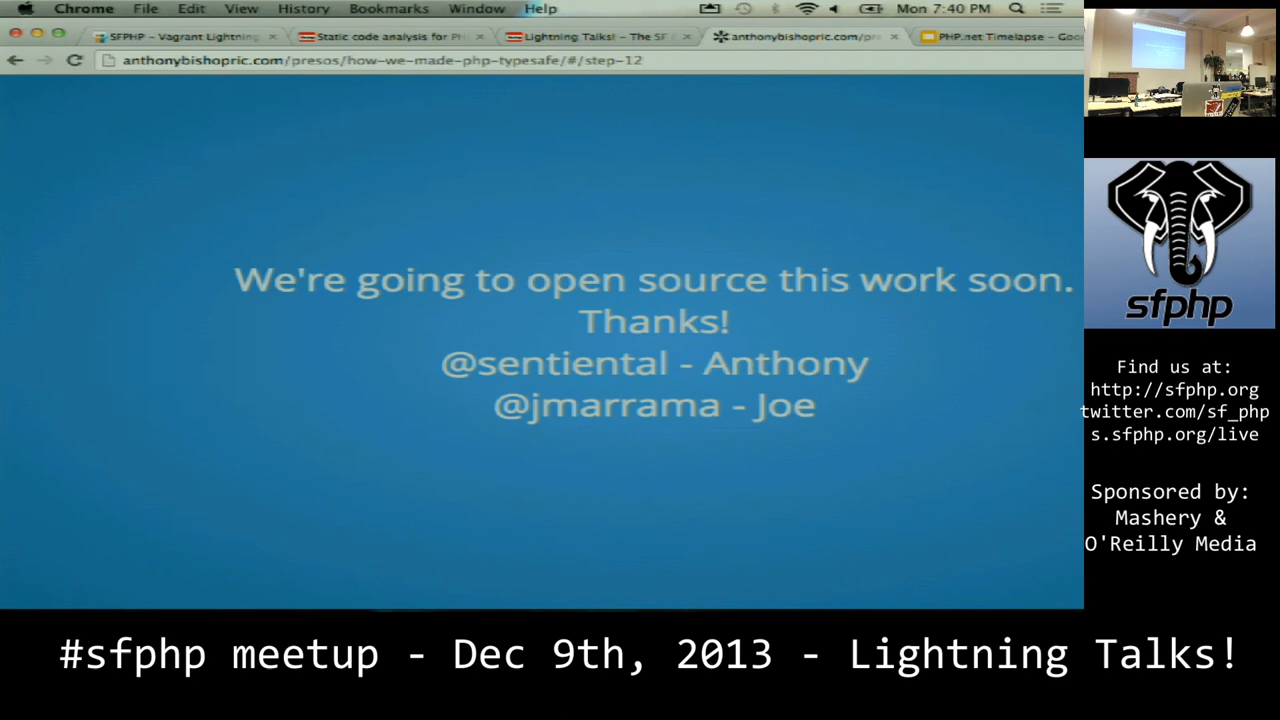 Chrome File Edit View History Bookmarks Window Help Mon 7:40 PM
SFPHP – Vagrant Lightning Static code analysis for PH Lightning Talks! – The SF anthonybishopric.com/pre PHP.net Timelapse – Goo
anthonybishopric.com/presos/how-we-made-php-typesafe/#/step-12
We're going to open source this work soon.
Thanks!
@sentiental - Anthony
@jmarrama - Joe
sfphp
Find us at:
http://sfphp.org
twitter.com/sf_php
s.sfphp.org/live
Sponsored by:
Mashery &
O'Reilly Media
#sfphp meetup - Dec 9th, 2013 - Lightning Talks!